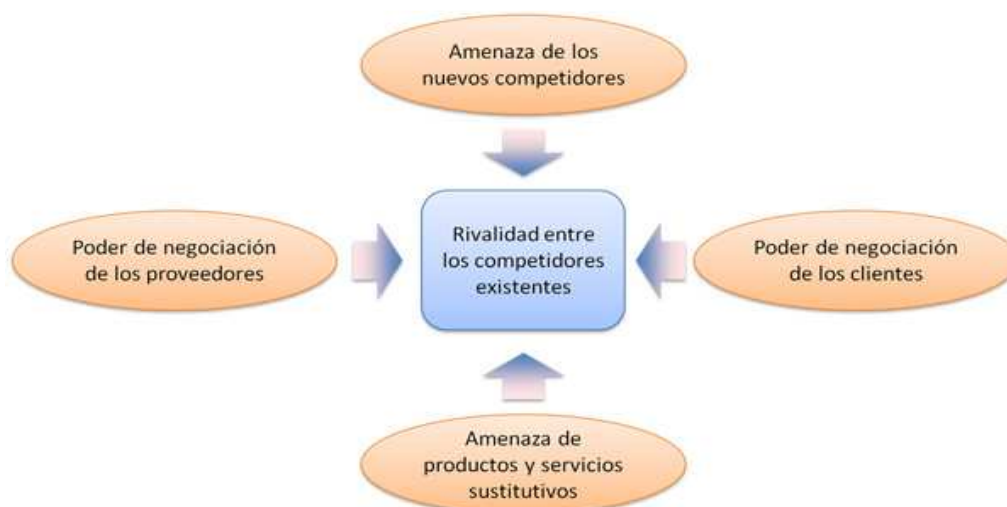 Amenaza de los
nuevos competidores
Poder de negociación
de los proveedores
Rivalidad entre
los competidores
existentes
Poder de negociación
de los clientes
Amenaza de
productos y servicios
sustitutivos